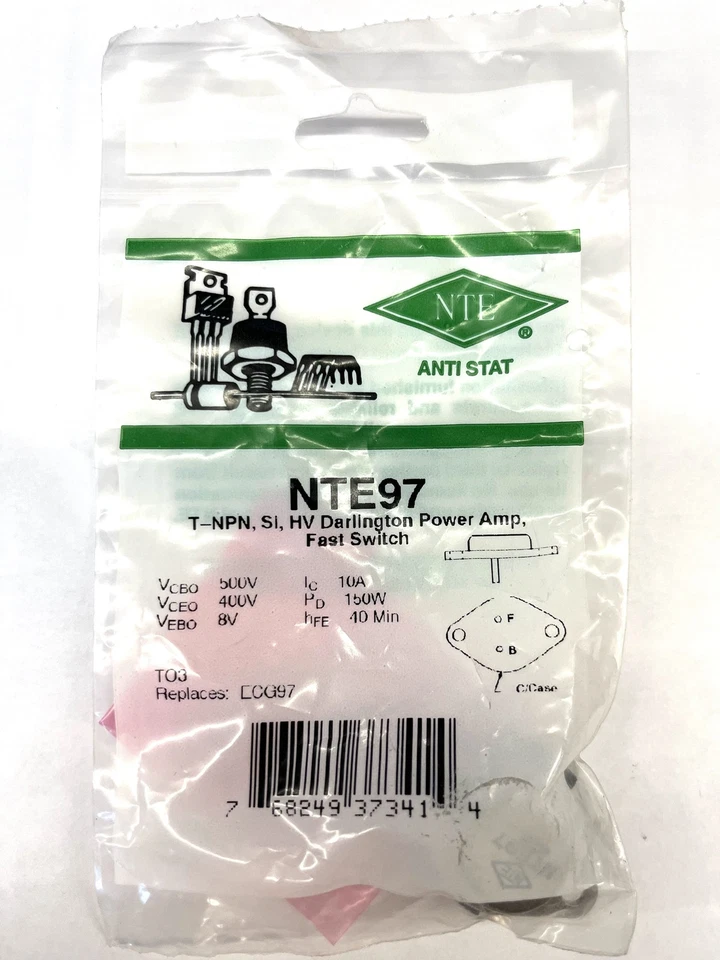 NTE
®
ANTI STAT
NTE97
T–NPN, Si, HV Darlington Power Amp,
Fast Switch
VCBO 500V IC 10A
VCEO 400V PD 150W
VEBO 8V hFE 40 Min
F
B
C/Case
TO3
Replaces: ECG97
7 68249 37341 4